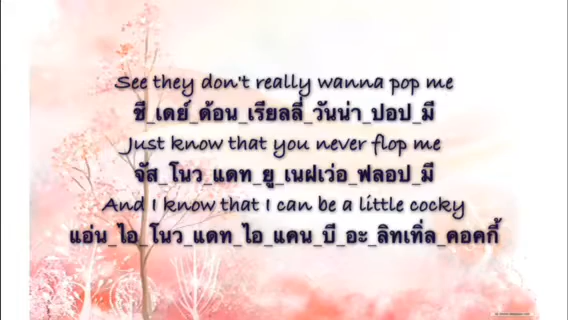 See they don't really wanna pop me
ซี_เดย์_ด้อน_เรียลลี่_วันน่า_ปอป_มี
Just know that you never flop me
จัส_โนว_แดท_ยู_เนฝเว่อ_ฟลอป_มี
And I know that I can be a little cocky
แอ่น_ไอ_โนว_แดท_ไอ_แคน_บี_อะ_ลิทเทิ่ล_คอคกี้